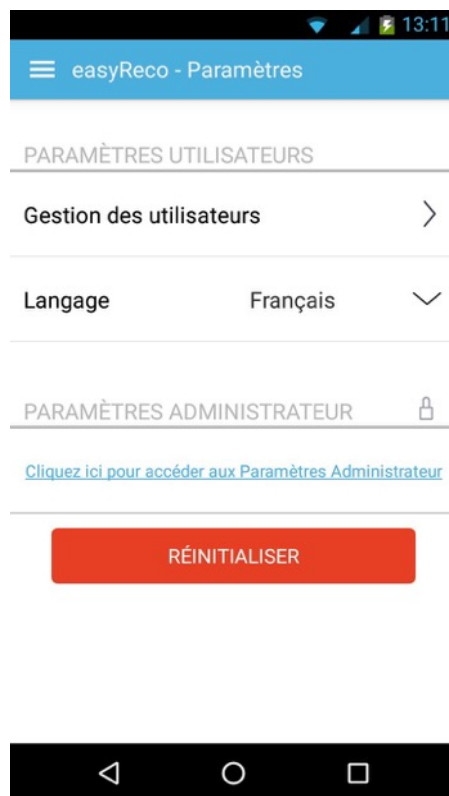 13:11
easyReco - Paramètres
PARAMÈTRES UTILISATEURS
Gestion des utilisateurs
Langage Français
PARAMÈTRES ADMINISTRATEUR
Cliquez ici pour accéder aux Paramètres Administrateur
RÉINITIALISER